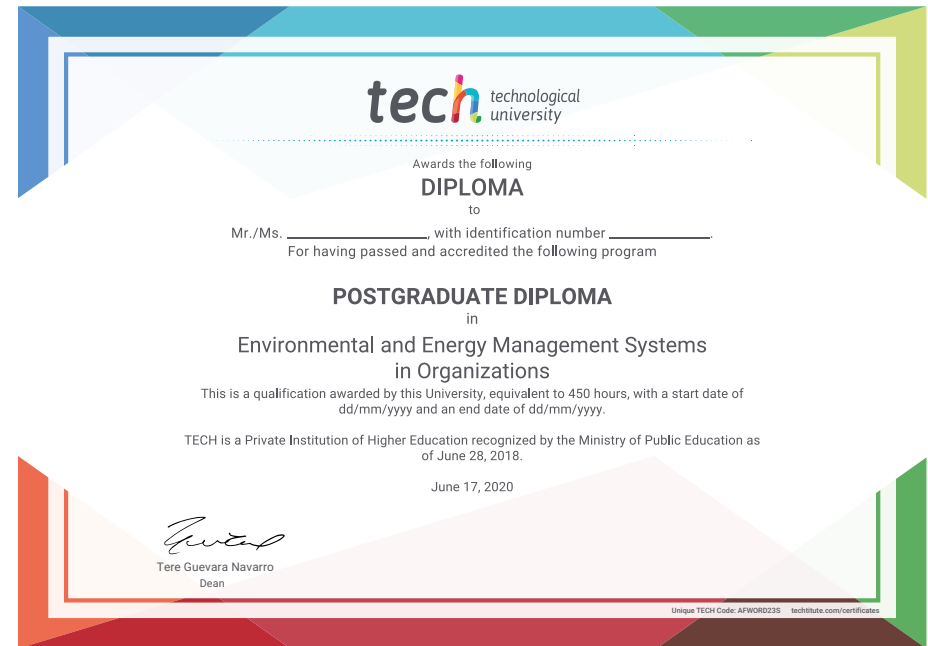 tech technological
university
Awards the following
DIPLOMA
to
Mr./Ms. ____________________, with identification number ______________.
For having passed and accredited the following program
POSTGRADUATE DIPLOMA
in
Environmental and Energy Management Systems
in Organizations
This is a qualification awarded by this University, equivalent to 450 hours, with a start date of
dd/mm/yyyy and an end date of dd/mm/yyyy.
TECH is a Private Institution of Higher Education recognized by the Ministry of Public Education as
of June 28, 2018.
June 17, 2020
Tere Guevara Navarro
Dean
Unique TECH Code: AFWORD23S techtitute.com/certificates